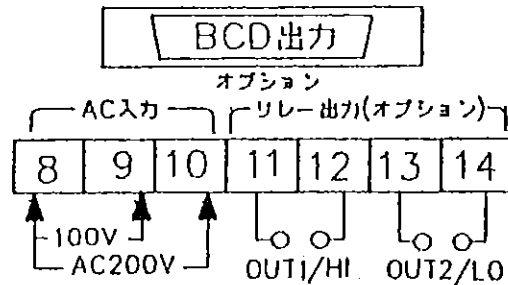 BCD出力
オプション
AC入力 リレー出力(オプション)
8 9 10 11 12 13 14
100V
AC200V OUT1/HI OUT2/LO